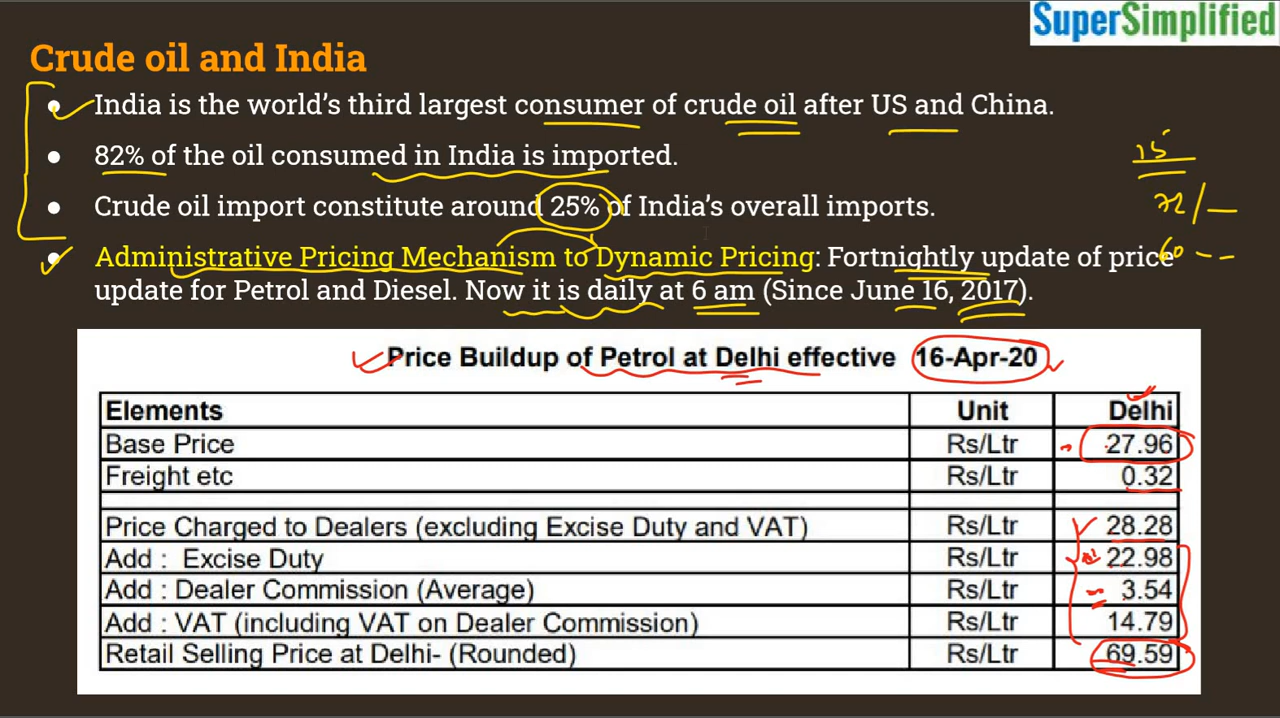 SuperSimplified
Crude oil and India
● India is the world's third largest consumer of crude oil after US and China.
● 82% of the oil consumed in India is imported.
● Crude oil import constitute around 25% of India's overall imports.
● Administrative Pricing Mechanism to Dynamic Pricing: Fortnightly update of price
update for Petrol and Diesel. Now it is daily at 6 am (Since June 16, 2017).
Price Buildup of Petrol at Delhi effective 16-Apr-20
Elements Unit Delhi
Base Price Rs/Ltr 27.96
Freight etc Rs/Ltr 0.32
Price Charged to Dealers (excluding Excise Duty and VAT) Rs/Ltr 28.28
Add : Excise Duty Rs/Ltr 22.98
Add : Dealer Commission (Average) Rs/Ltr 3.54
Add : VAT (including VAT on Dealer Commission) Rs/Ltr 14.79
Retail Selling Price at Delhi- (Rounded) Rs/Ltr 69.59